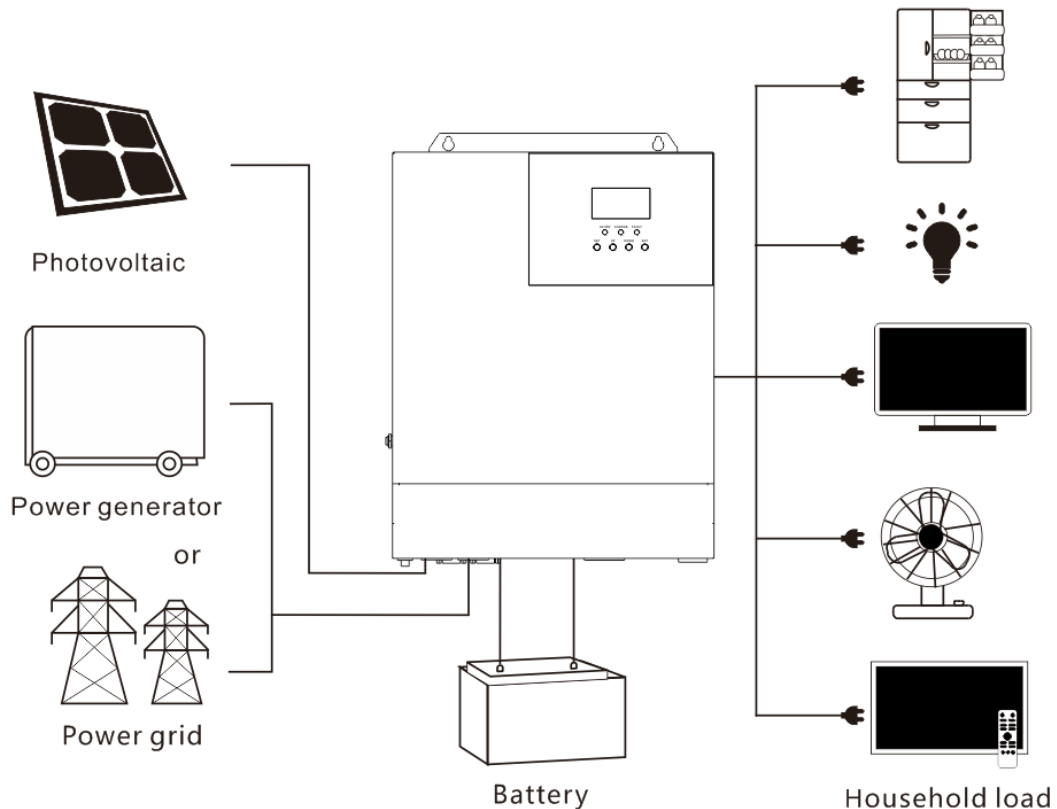 Photovoltaic
Power generator
or
Power grid
Battery
Household load